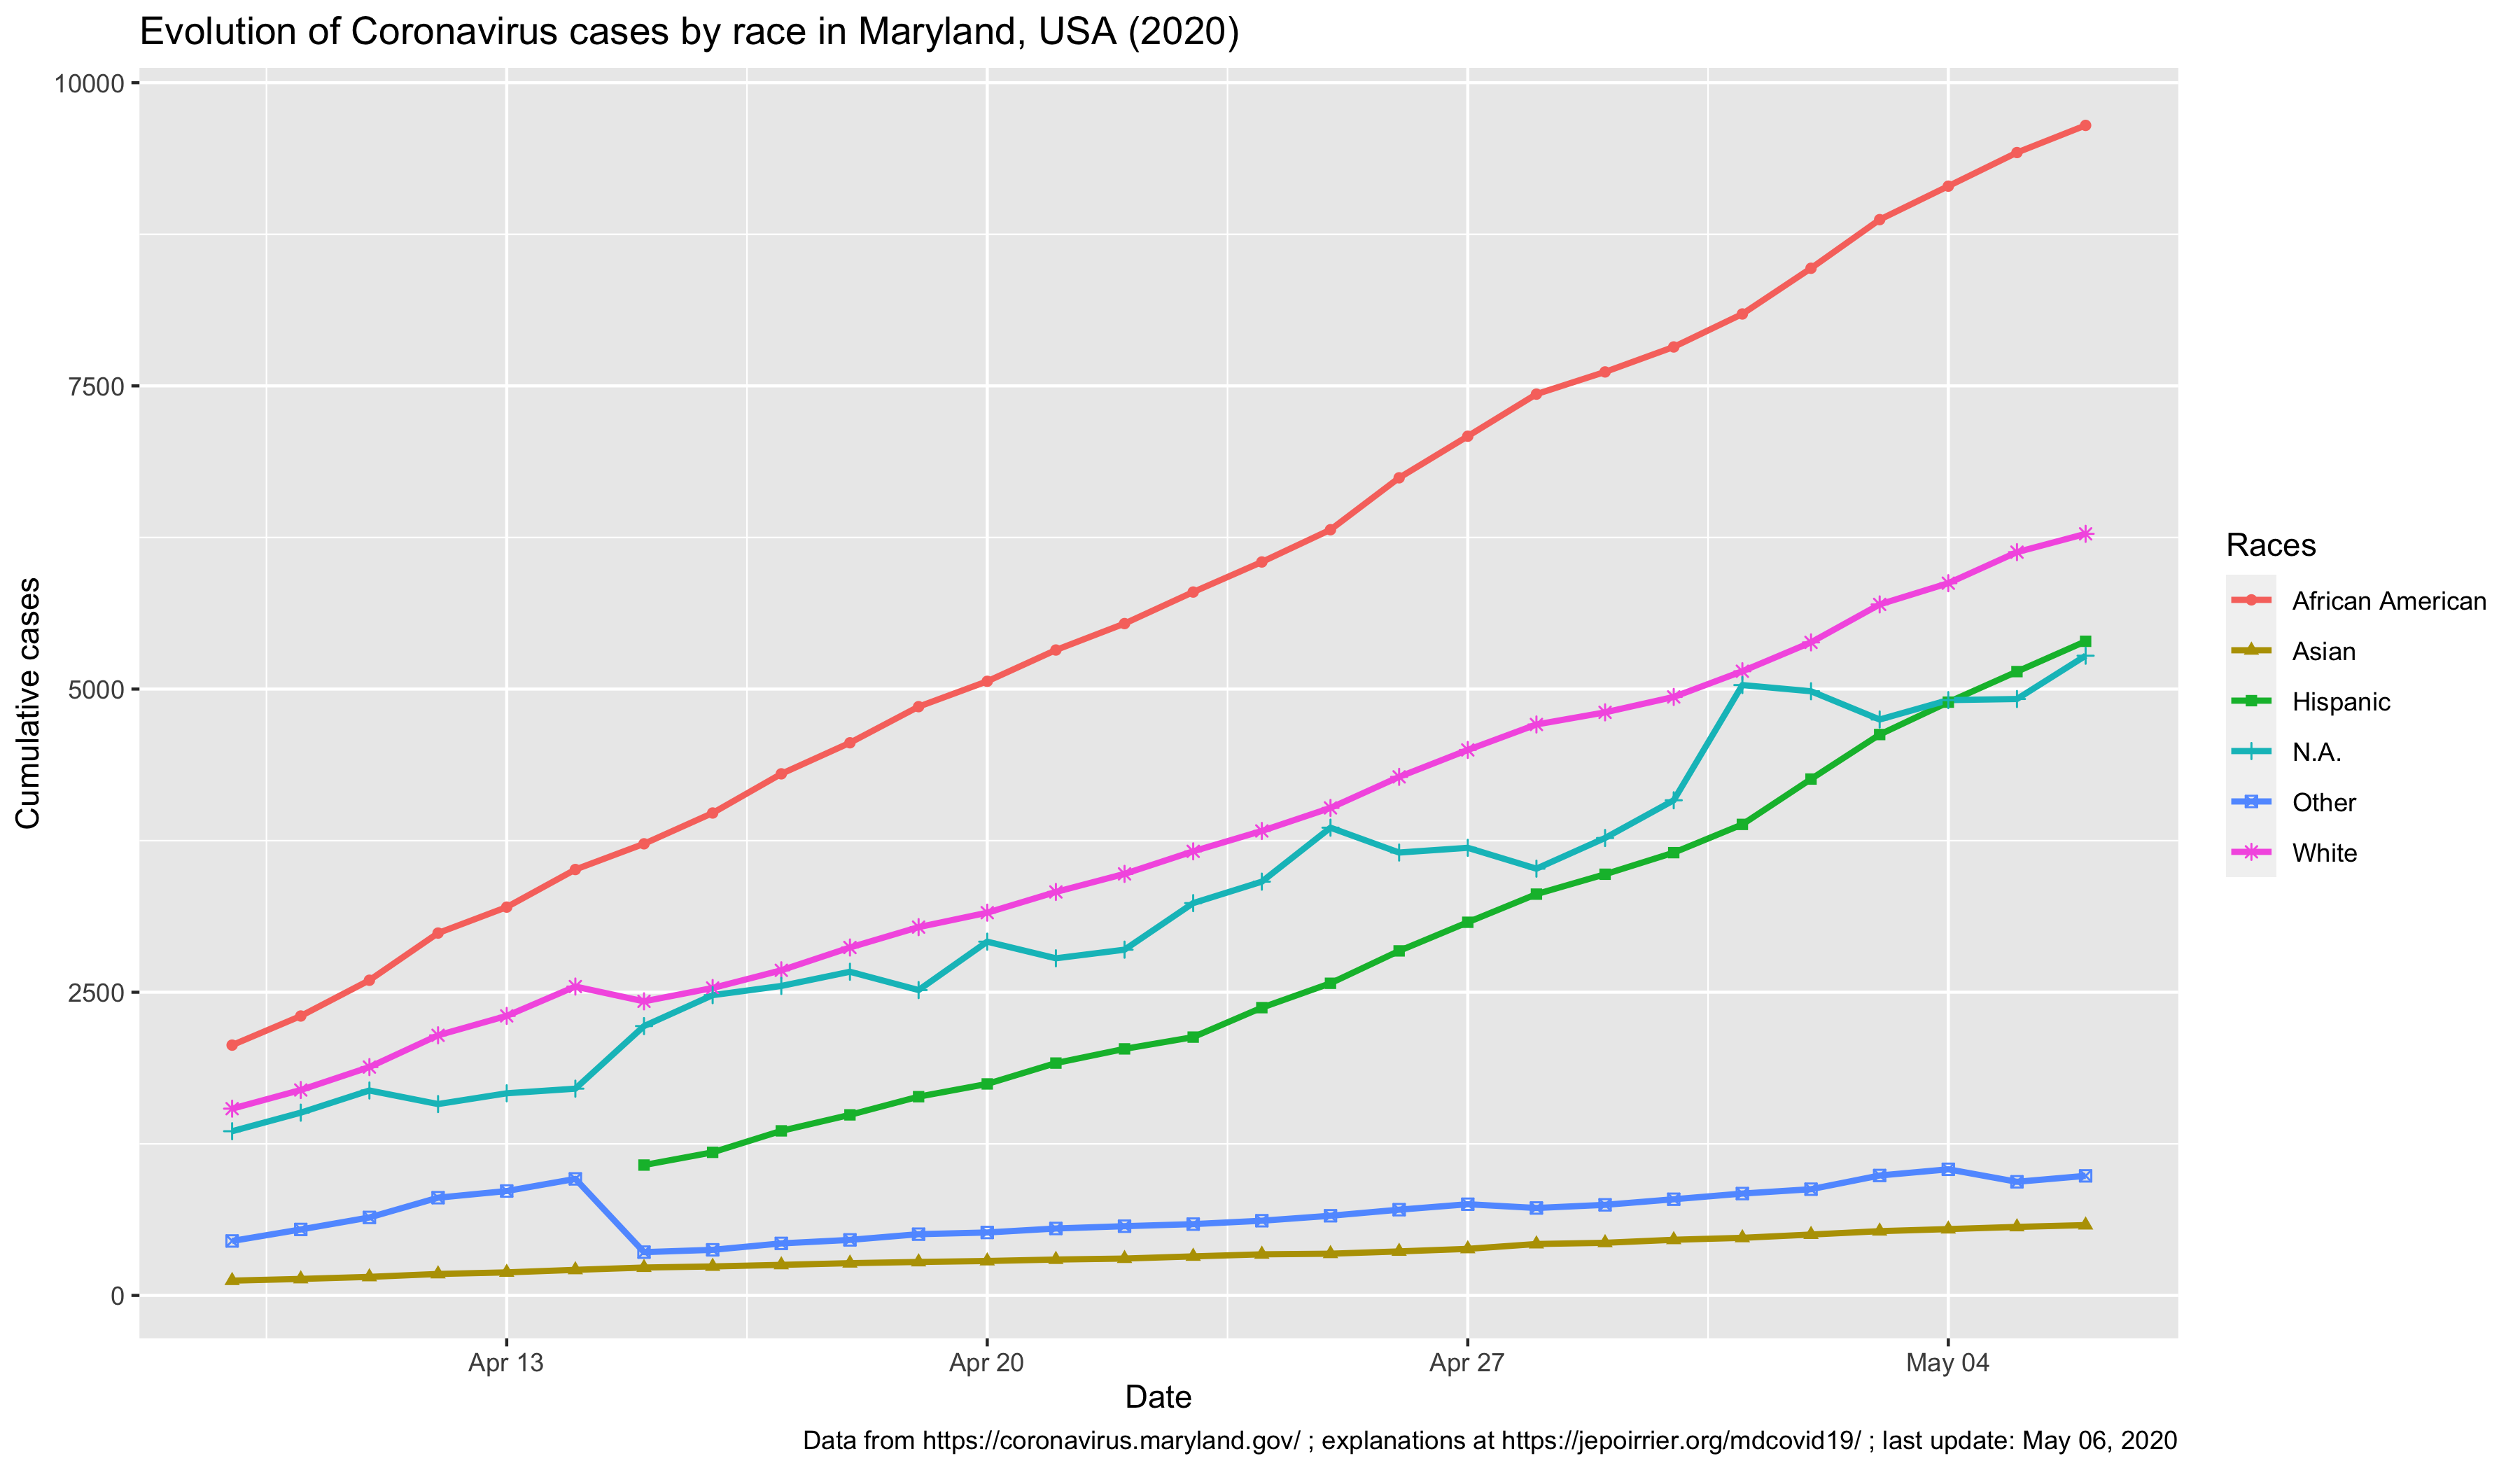 Evolution of Coronavirus cases by race in Maryland, USA (2020)
10000
7500
5000
2500
0
Cumulative cases
Apr 13
Apr 20
Apr 27
May 04
Date
Races
African American
Asian
Hispanic
N.A.
Other
White
Data from https://coronavirus.maryland.gov/ ; explanations at https://jepoirrier.org/mdcovid19/ ; last update: May 06, 2020